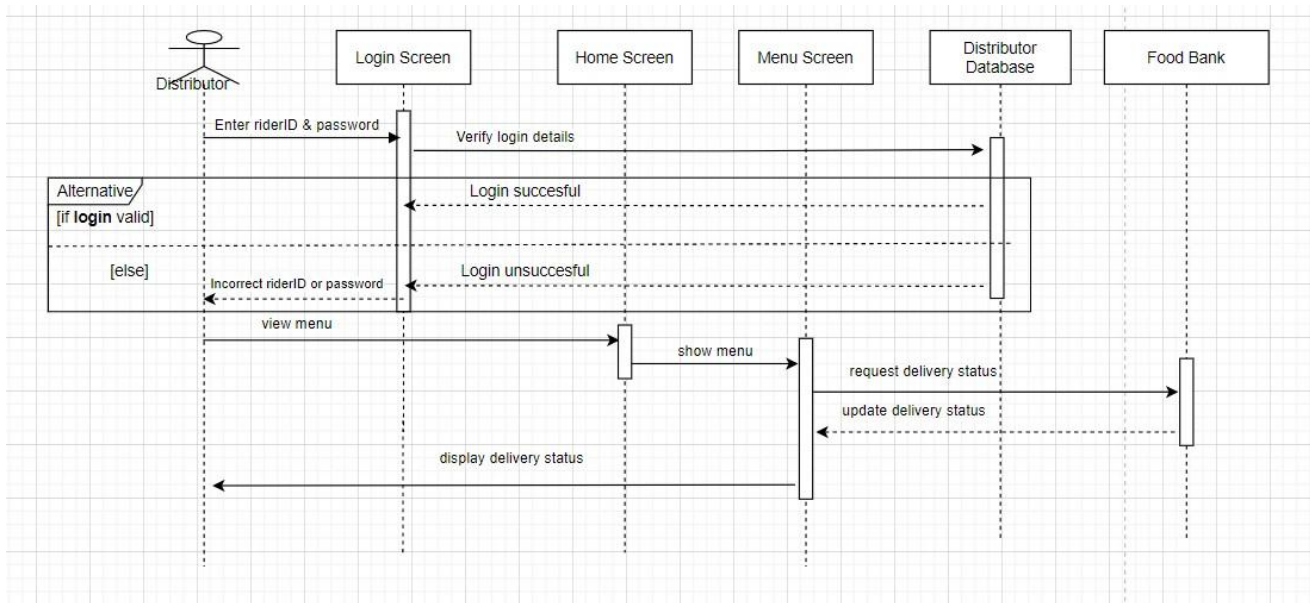 Distributor
Login Screen
Home Screen
Menu Screen
Distributor
Database
Food Bank
Enter riderID & password
Verify login details
Alternative
[if login valid]
Login succesful
[else]
Login unsuccesful
Incorrect riderID or password
view menu
show menu
request delivery status
update delivery status
display delivery status